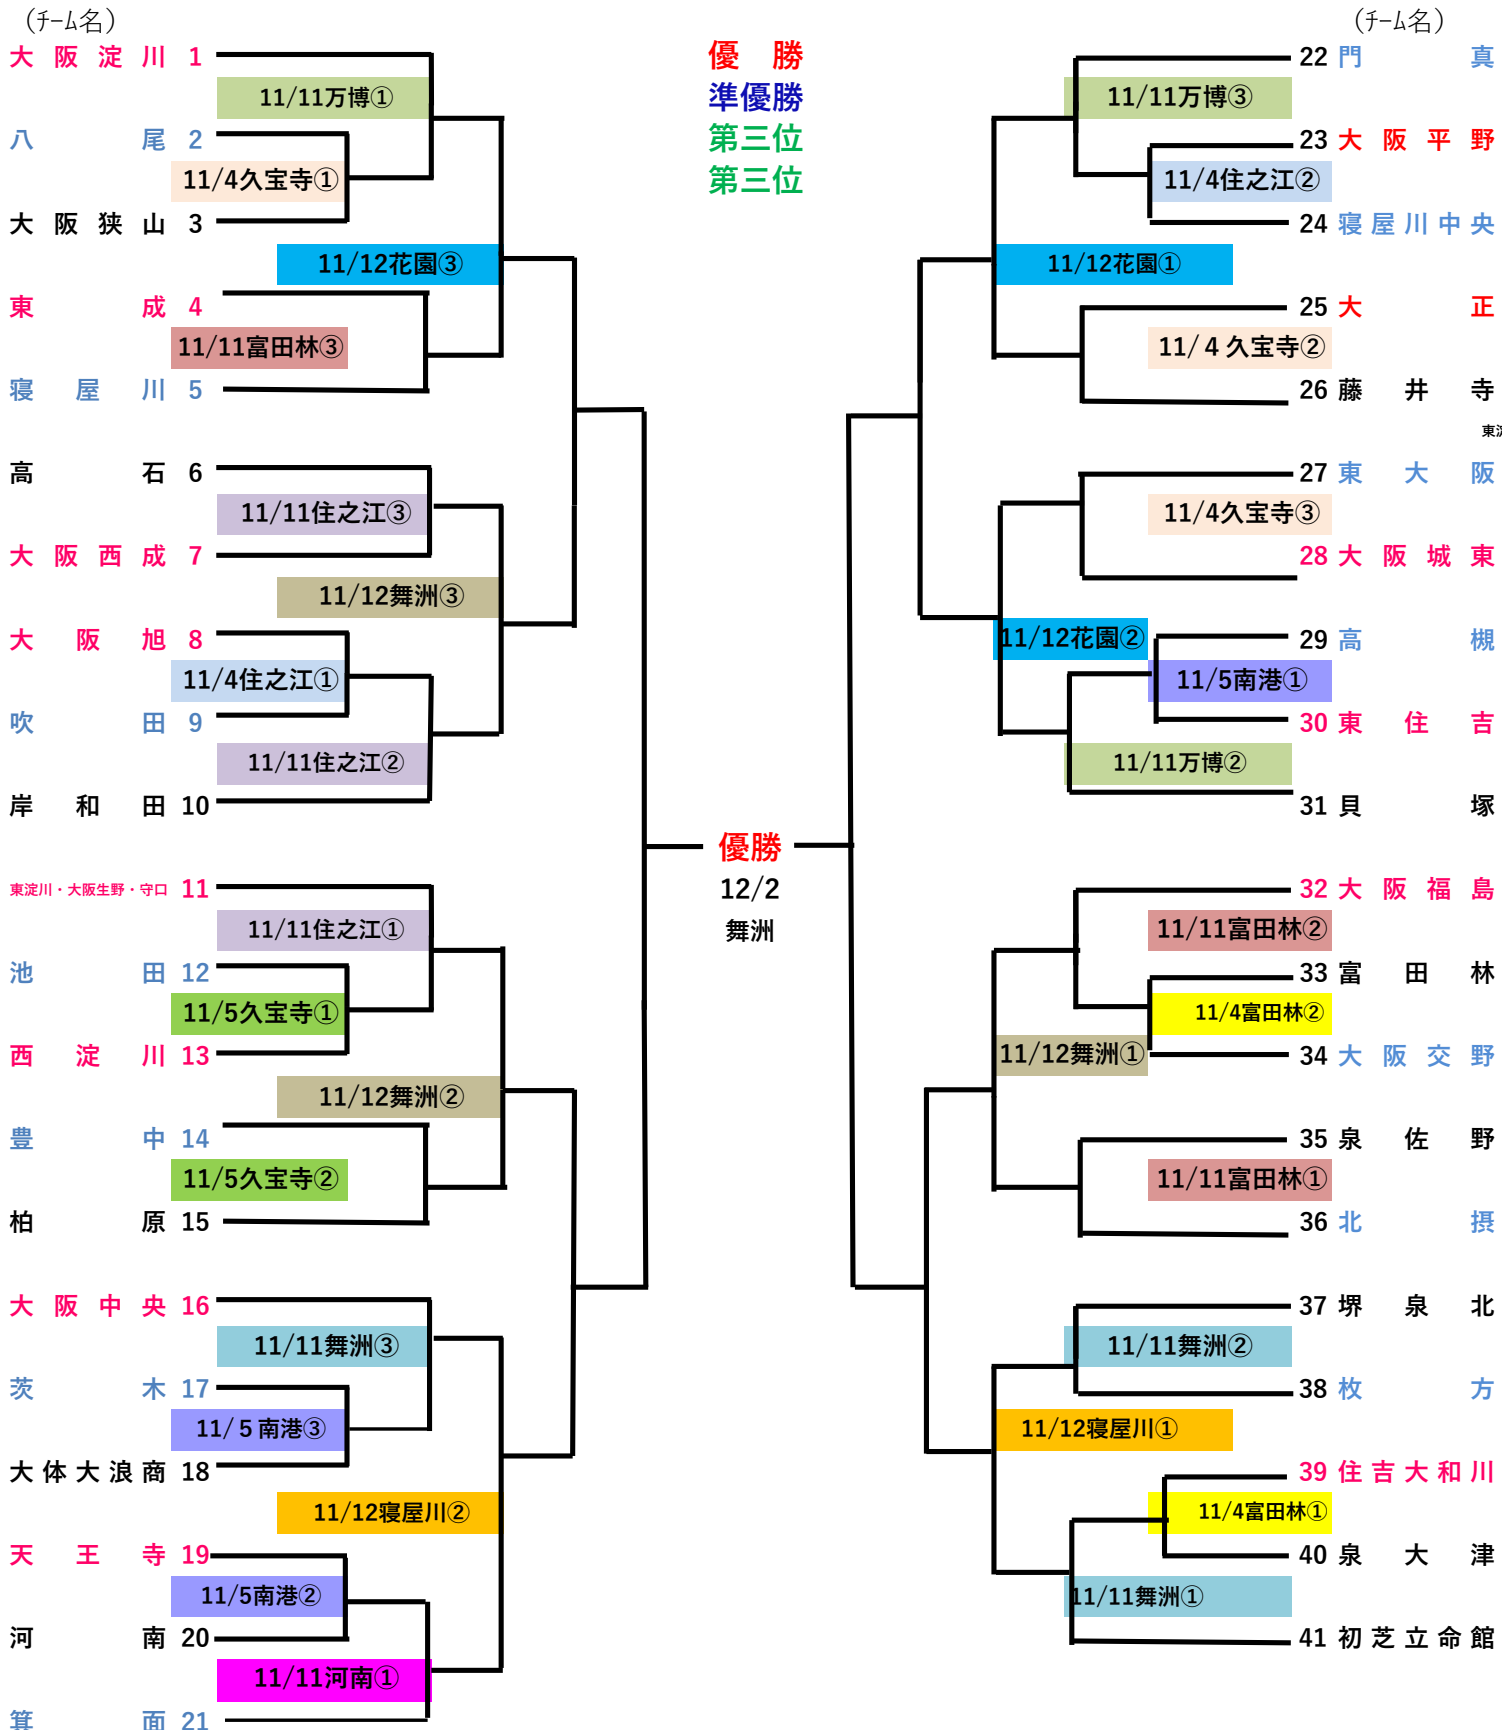 （ﾁｰﾑ名）
大阪淀川 1
11/11万博①
八尾 2
11/4久宝寺①
大阪狭山 3
11/12花園③
東成 4
11/11富田林③
寝屋川 5
高石 6
11/11住之江③
大阪西成 7
11/12舞洲③
大阪旭 8
11/4住之江①
吹田 9
11/11住之江②
岸和田 10
東淀川・大阪生野・守口 11
11/11住之江①
池田 12
11/5久宝寺①
西淀川 13
11/12舞洲②
豊中 14
11/5久宝寺②
柏原 15
大阪中央 16
11/11舞洲③
茨木 17
11/5南港③
大体大浪商 18
11/12寝屋川②
天王寺 19
11/5南港②
河南 20
11/11河南①
箕面 21
優　勝
準優勝
第三位
第三位
優勝
12/2
舞洲
（ﾁｰﾑ名）
22 門真
11/11万博③
23 大阪平野
11/4住之江②
24 寝屋川中央
11/12花園①
25 大正
11/4久宝寺②
26 藤井寺
27 東大阪
11/4久宝寺③
28 大阪城東
11/12花園②
29 高槻
11/5南港①
30 東住吉
11/11万博②
31 貝塚
32 大阪福島
11/11富田林②
33 富田林
11/4富田林②
11/12舞洲①
34 大阪交野
35 泉佐野
11/11富田林①
36 北摂
37 堺泉北
11/11舞洲②
38 枚方
11/12寝屋川①
39 住吉大和川
11/4富田林①
40 泉大津
11/11舞洲①
41 初芝立命館